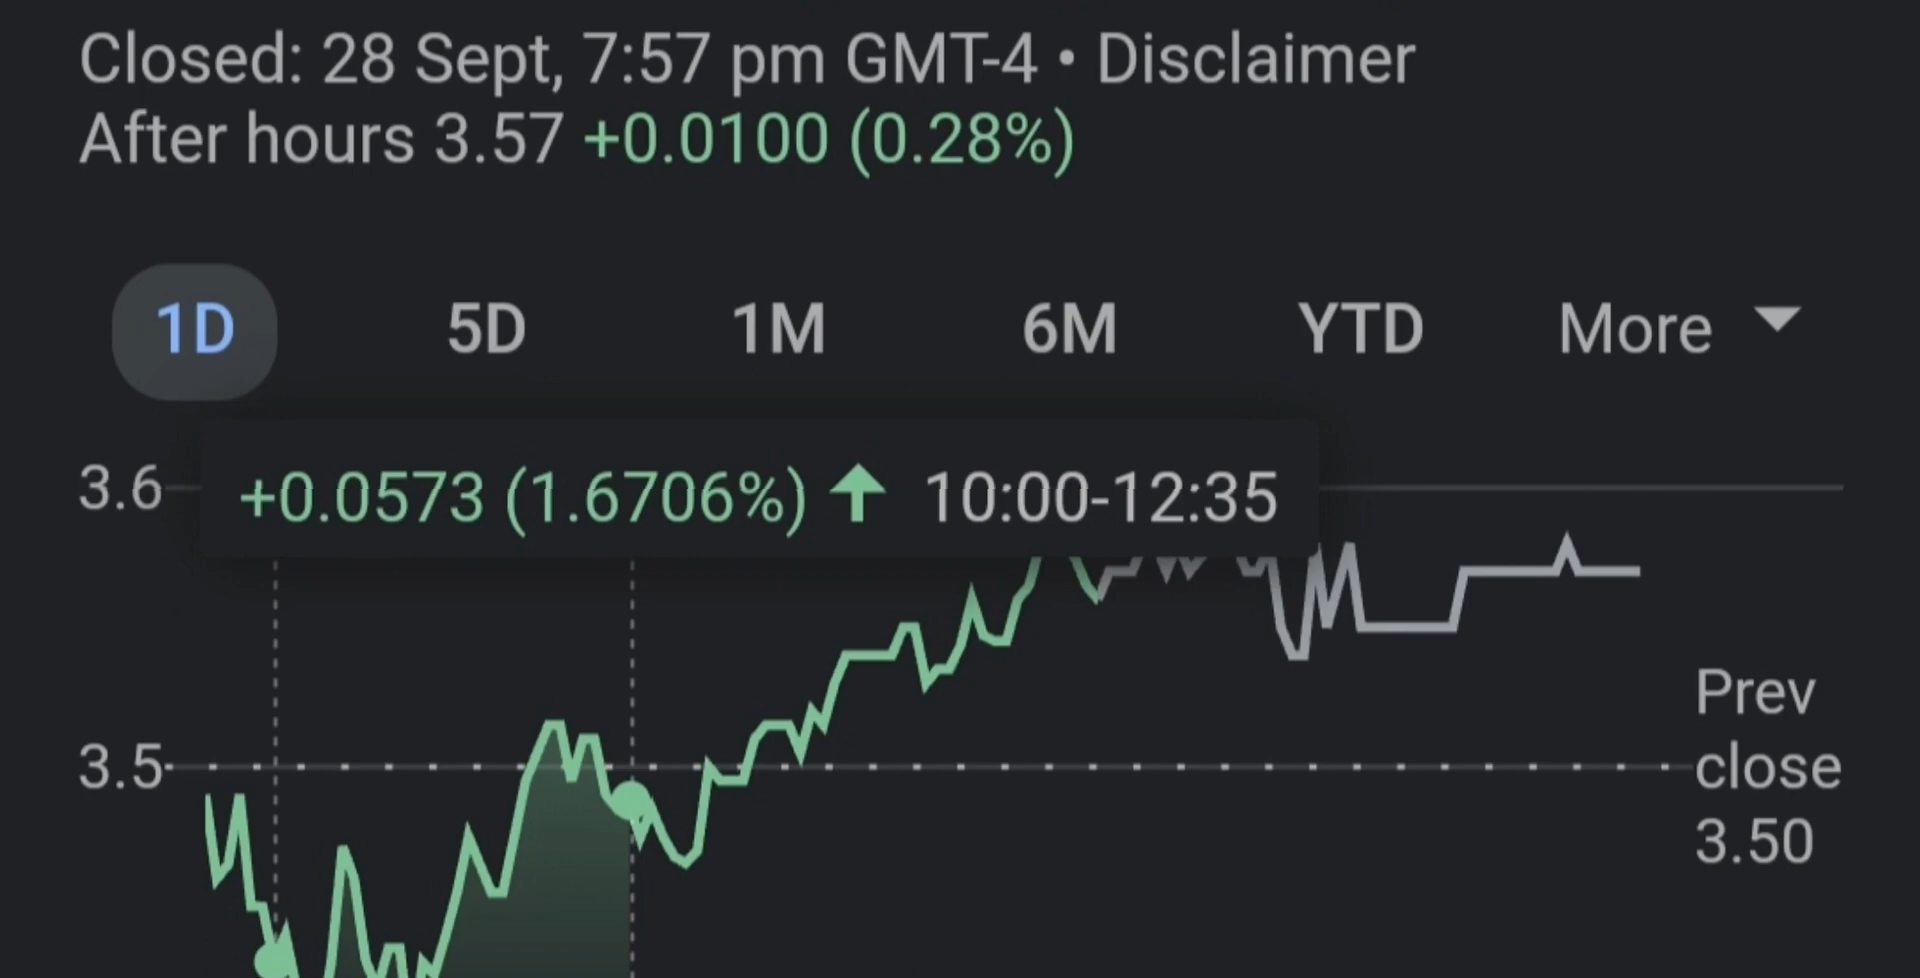 Closed: 28 Sept, 7:57 pm GMT-4 • Disclaimer
After hours 3.57 +0.0100 (0.28%)
1D 5D 1M 6M YTD More
3.6
+0.0573 (1.6706%) 10:00-12:35
3.5
Prev
close
3.50